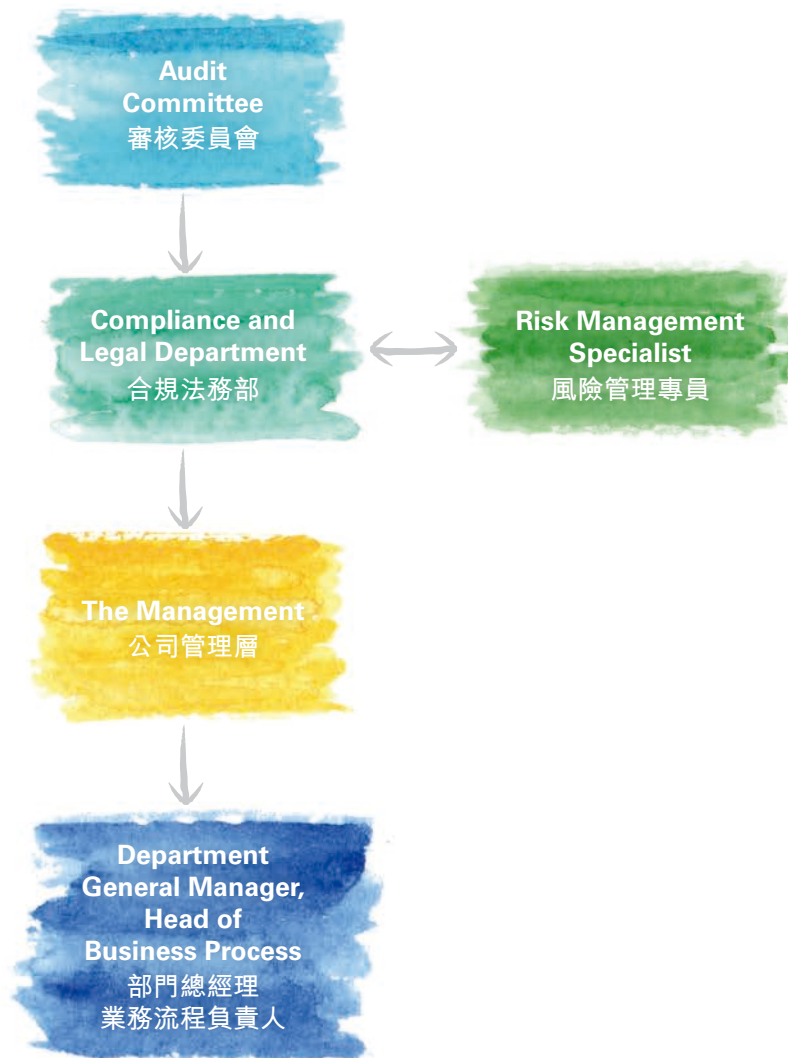 Audit
Committee
審核委員會
Compliance and
Legal Department
合規法務部
Risk Management
Specialist
風險管理專員
The Management
公司管理層
Department
General Manager,
Head of
Business Process
部門總經理
業務流程負責人